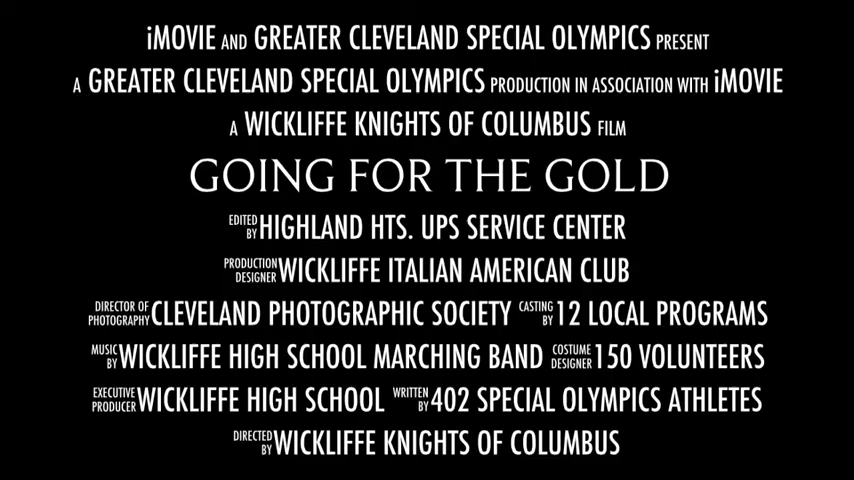 iMOVIE AND GREATER CLEVELAND SPECIAL OLYMPICS PRESENT
A GREATER CLEVELAND SPECIAL OLYMPICS PRODUCTION IN ASSOCIATION WITH iMOVIE
A WICKLIFFE KNIGHTS OF COLUMBUS FILM
GOING FOR THE GOLD
EDITED BY HIGHLAND HTS. UPS SERVICE CENTER
PRODUCTION DESIGNER WICKLIFFE ITALIAN AMERICAN CLUB
DIRECTOR OF PHOTOGRAPHY CLEVELAND PHOTOGRAPHIC SOCIETY CASTING BY 12 LOCAL PROGRAMS
MUSIC BY WICKLIFFE HIGH SCHOOL MARCHING BAND COSTUME DESIGNER 150 VOLUNTEERS
EXECUTIVE PRODUCER WICKLIFFE HIGH SCHOOL WRITTEN BY 402 SPECIAL OLYMPICS ATHLETES
DIRECTED BY WICKLIFFE KNIGHTS OF COLUMBUS